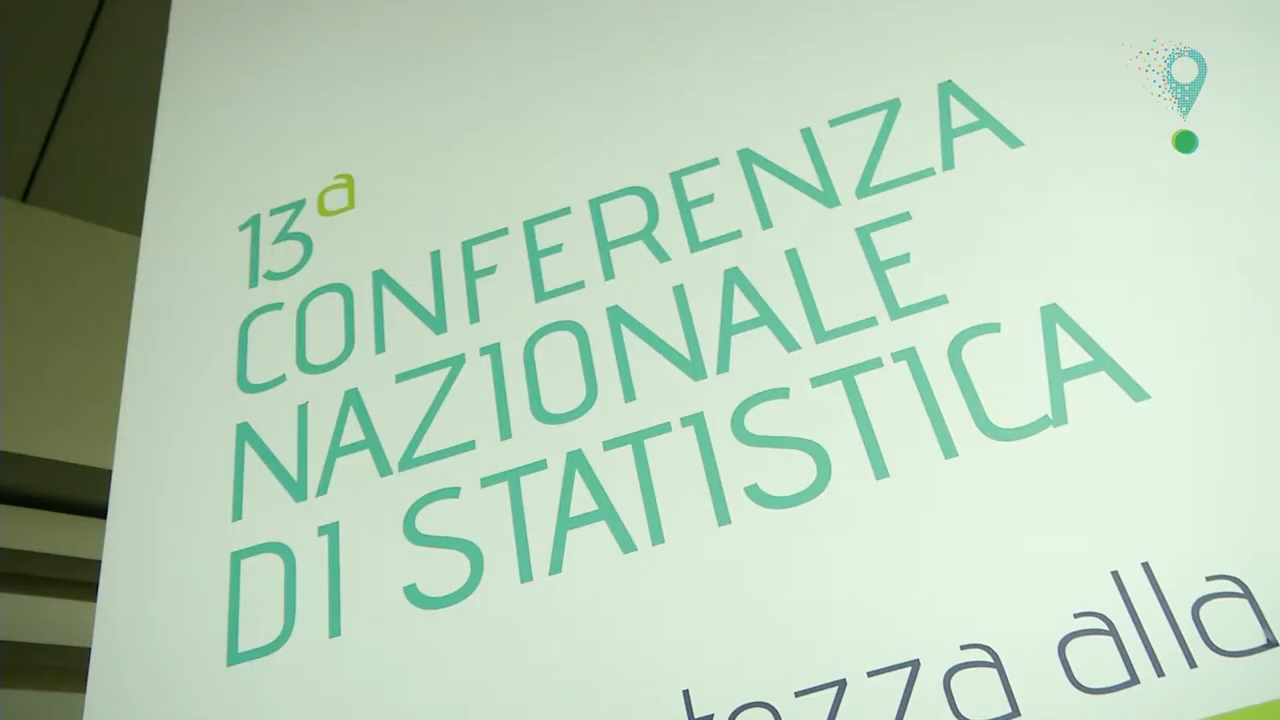 13ª
CONFERENZA
NAZIONALE
DI STATISTICA
alla